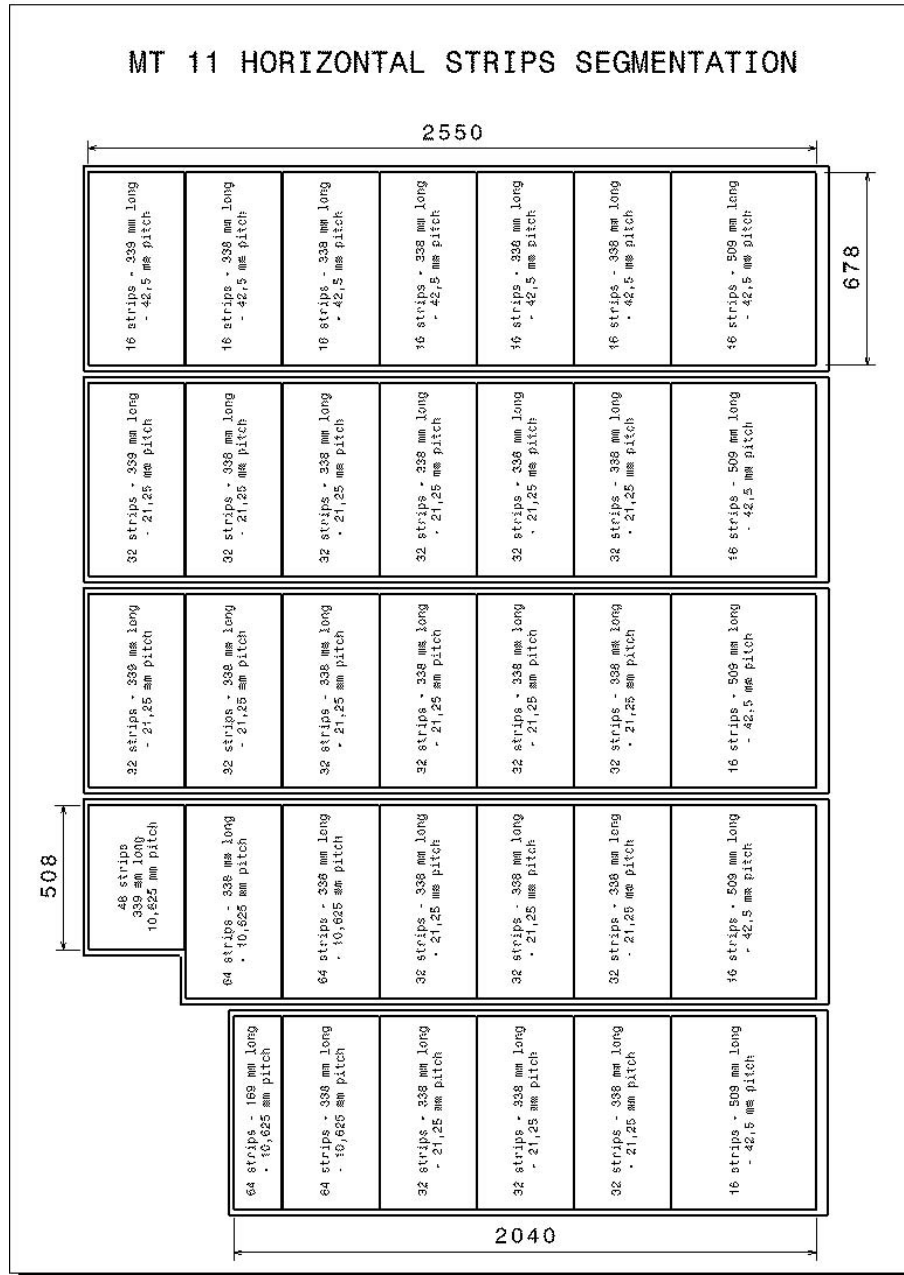 MT 11 HORIZONTAL STRIPS SEGMENTATION
2550
678
16 strips - 339 mm long
- 42,5 mm pitch
16 strips - 338 mm long
- 42,5 mm pitch
16 strips - 338 mm long
- 42,5 mm pitch
16 strips - 338 mm long
- 42,5 mm pitch
16 strips - 338 mm long
- 42,5 mm pitch
16 strips - 338 mm long
- 42,5 mm pitch
16 strips - 509 mm long
- 42,5 mm pitch
32 strips - 339 mm long
- 21,25 mm pitch
32 strips - 338 mm long
- 21,25 mm pitch
32 strips - 338 mm long
- 21,25 mm pitch
32 strips - 338 mm long
- 21,25 mm pitch
32 strips - 338 mm long
- 21,25 mm pitch
32 strips - 338 mm long
- 21,25 mm pitch
16 strips - 509 mm long
- 42,5 mm pitch
32 strips - 339 mm long
- 21,25 mm pitch
32 strips - 338 mm long
- 21,25 mm pitch
32 strips - 338 mm long
- 21,25 mm pitch
32 strips - 338 mm long
- 21,25 mm pitch
32 strips - 338 mm long
- 21,25 mm pitch
32 strips - 338 mm long
- 21,25 mm pitch
16 strips - 509 mm long
- 42,5 mm pitch
508
48 strips
339 mm long
10,625 mm pitch
64 strips - 338 mm long
- 10,625 mm pitch
64 strips - 338 mm long
- 10,625 mm pitch
32 strips - 338 mm long
- 21,25 mm pitch
32 strips - 338 mm long
- 21,25 mm pitch
32 strips - 338 mm long
- 21,25 mm pitch
16 strips - 509 mm long
- 42,5 mm pitch
64 strips - 169 mm long
- 10,625 mm pitch
64 strips - 338 mm long
- 10,625 mm pitch
32 strips - 338 mm long
- 21,25 mm pitch
32 strips - 338 mm long
- 21,25 mm pitch
32 strips - 338 mm long
- 21,25 mm pitch
16 strips - 509 mm long
- 42,5 mm pitch
2040